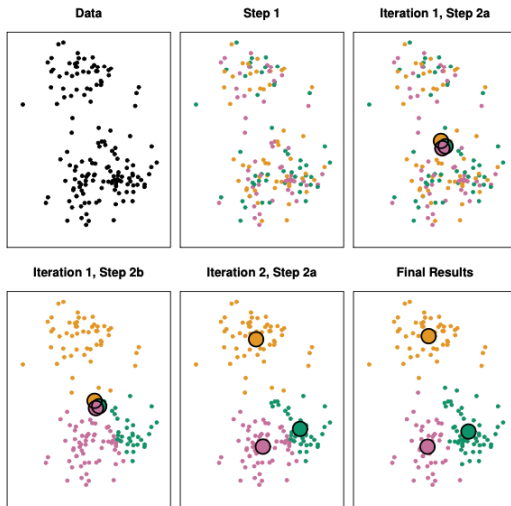 Data
Step 1
Iteration 1, Step 2a
Iteration 1, Step 2b
Iteration 2, Step 2a
Final Results